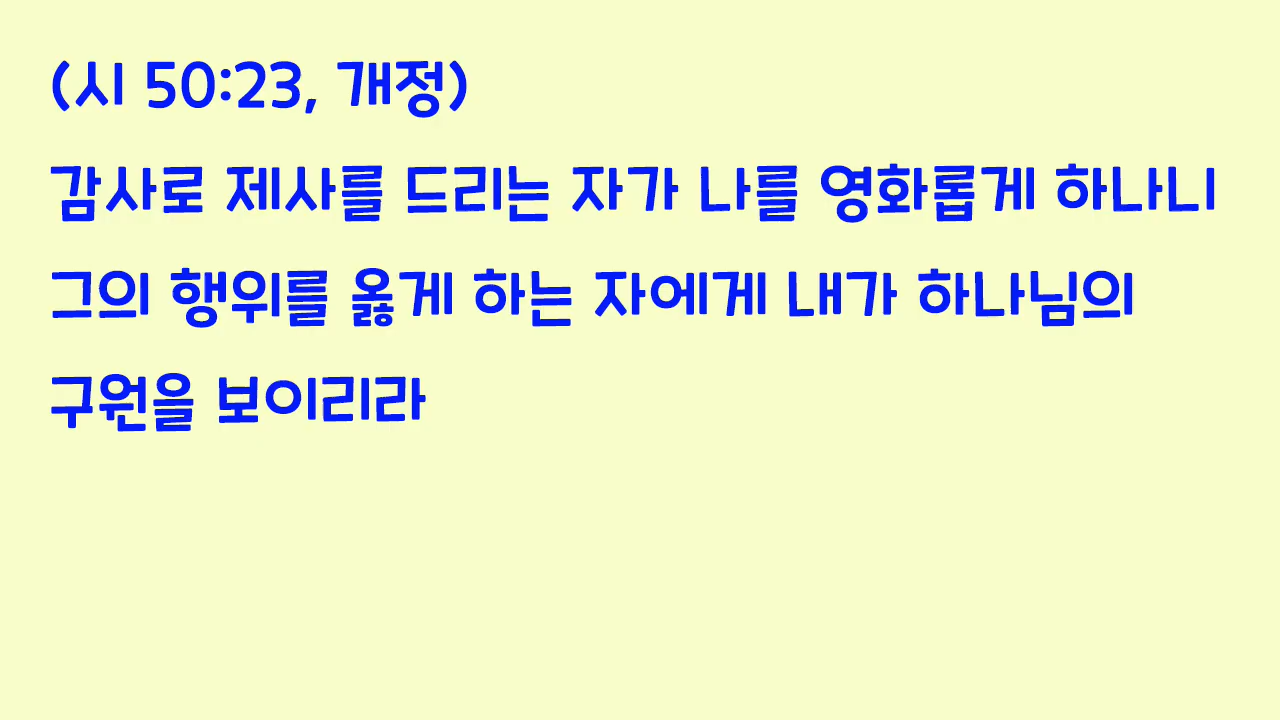 (시 50:23, 개정)
감사로 제사를 드리는 자가 나를 영화롭게 하나니
그의 행위를 옳게 하는 자에게 내가 하나님의
구원을 보이리라